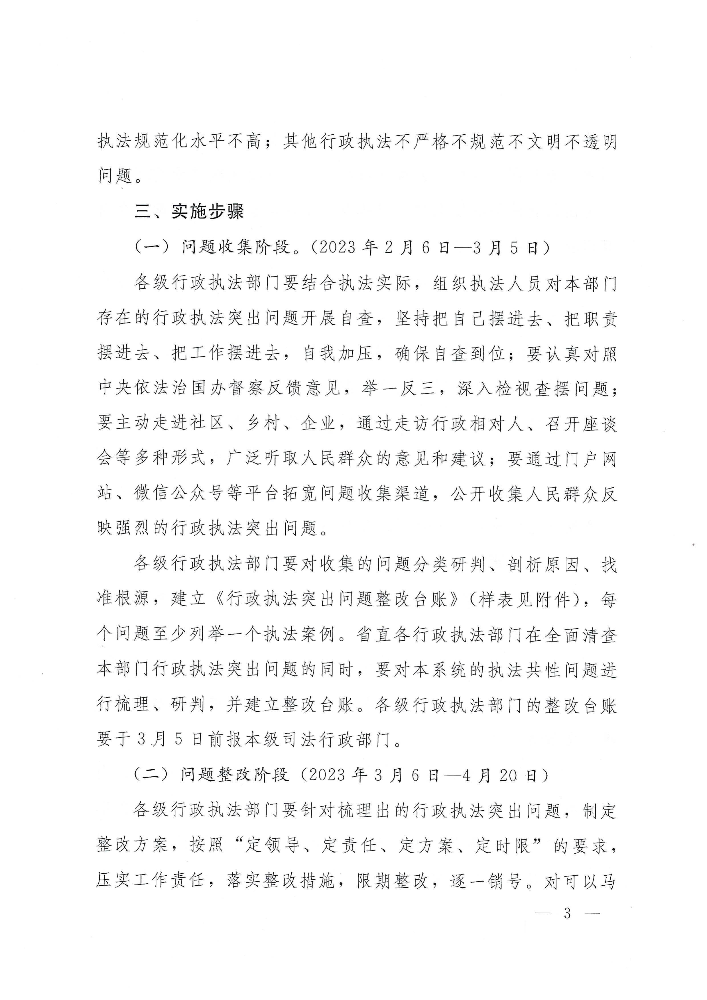 执法规范化水平不高；其他行政执法不严格不规范不文明不透明
问题。
三、实施步骤
（一）问题收集阶段。（2023年2月6日—3月5日）
各级行政执法部门要结合执法实际，组织执法人员对本部门
存在的行政执法突出问题开展自查，坚持把自己摆进去、把职责
摆进去、把工作摆进去，自我加压，确保自查到位；要认真对照
中央依法治国办督察反馈意见，举一反三，深入检视查摆问题；
要主动走进社区、乡村、企业，通过走访行政相对人、召开座谈
会等多种形式，广泛听取人民群众的意见和建议；要通过门户网
站、微信公众号等平台拓宽问题收集渠道，公开收集人民群众反
映强烈的行政执法突出问题。
各级行政执法部门要对收集的问题分类研判、剖析原因、找
准根源，建立《行政执法突出问题整改台账》（样表见附件），每
个问题至少列举一个执法案例。省直各行政执法部门在全面清查
本部门行政执法突出问题的同时，要对本系统的执法共性问题进
行梳理、研判，并建立整改台账。各级行政执法部门的整改台账
要于3月5日前报本级司法行政部门。
（二）问题整改阶段（2023年3月6日—4月20日）
各级行政执法部门要针对梳理出的行政执法突出问题，制定
整改方案，按照“定领导、定责任、定方案、定时限”的要求，
压实工作责任，落实整改措施，限期整改，逐一销号。对可以马
— 3 —